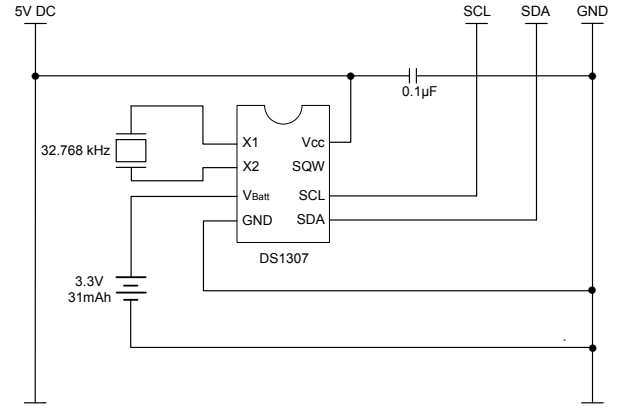 5V DC
SCL
SDA
GND
0.1µF
32.768 kHz
X1
Vcc
X2
SQW
VBatt
SCL
GND
SDA
DS1307
3.3V
31mAh